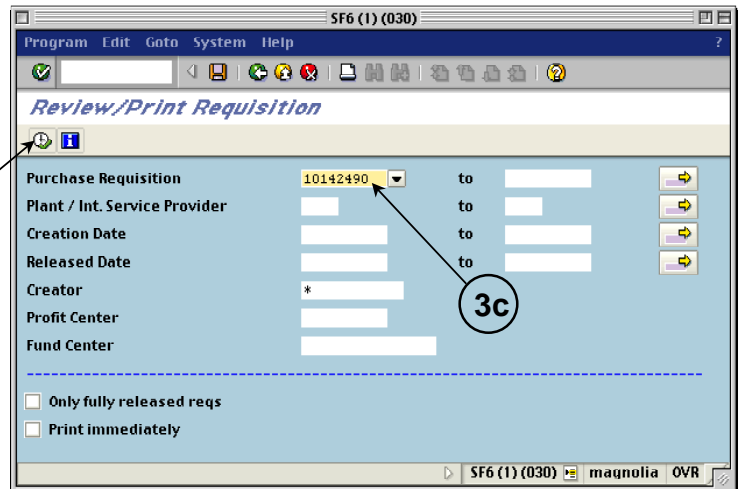 SF6 (1) (030)
Program Edit Goto System Help ?
Review/Print Requisition
Purchase Requisition 10142490 to
Plant / Int. Service Provider to
Creation Date to
Released Date to
Creator *
3c
Profit Center
Fund Center
Only fully released reqs
Print immediately
SF6 (1) (030) magnolia OVR